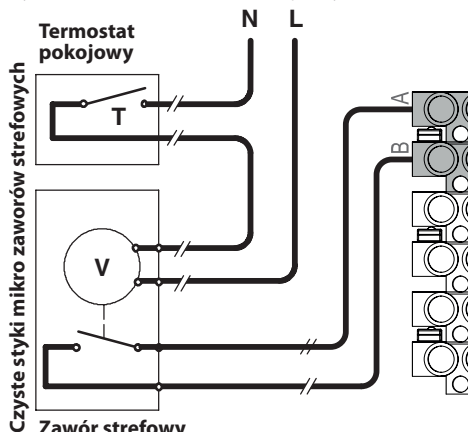 N L
Termostat
pokojowy
T
A
B
V
Czyste styki mikro zaworów strefowych
Zawór strefowy